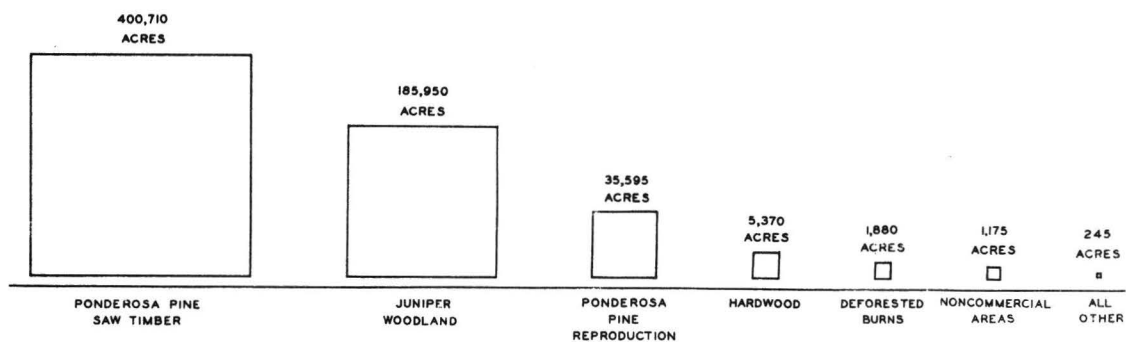 400,710
ACRES
185,950
ACRES
35,595
ACRES
5,370
ACRES
1,880
ACRES
1,175
ACRES
245
ACRES
PONDEROSA PINE
SAW TIMBER
JUNIPER
WOODLAND
PONDEROSA
PINE
REPRODUCTION
HARDWOOD
DEFORESTED
BURNS
NONCOMMERCIAL
AREAS
ALL
OTHER